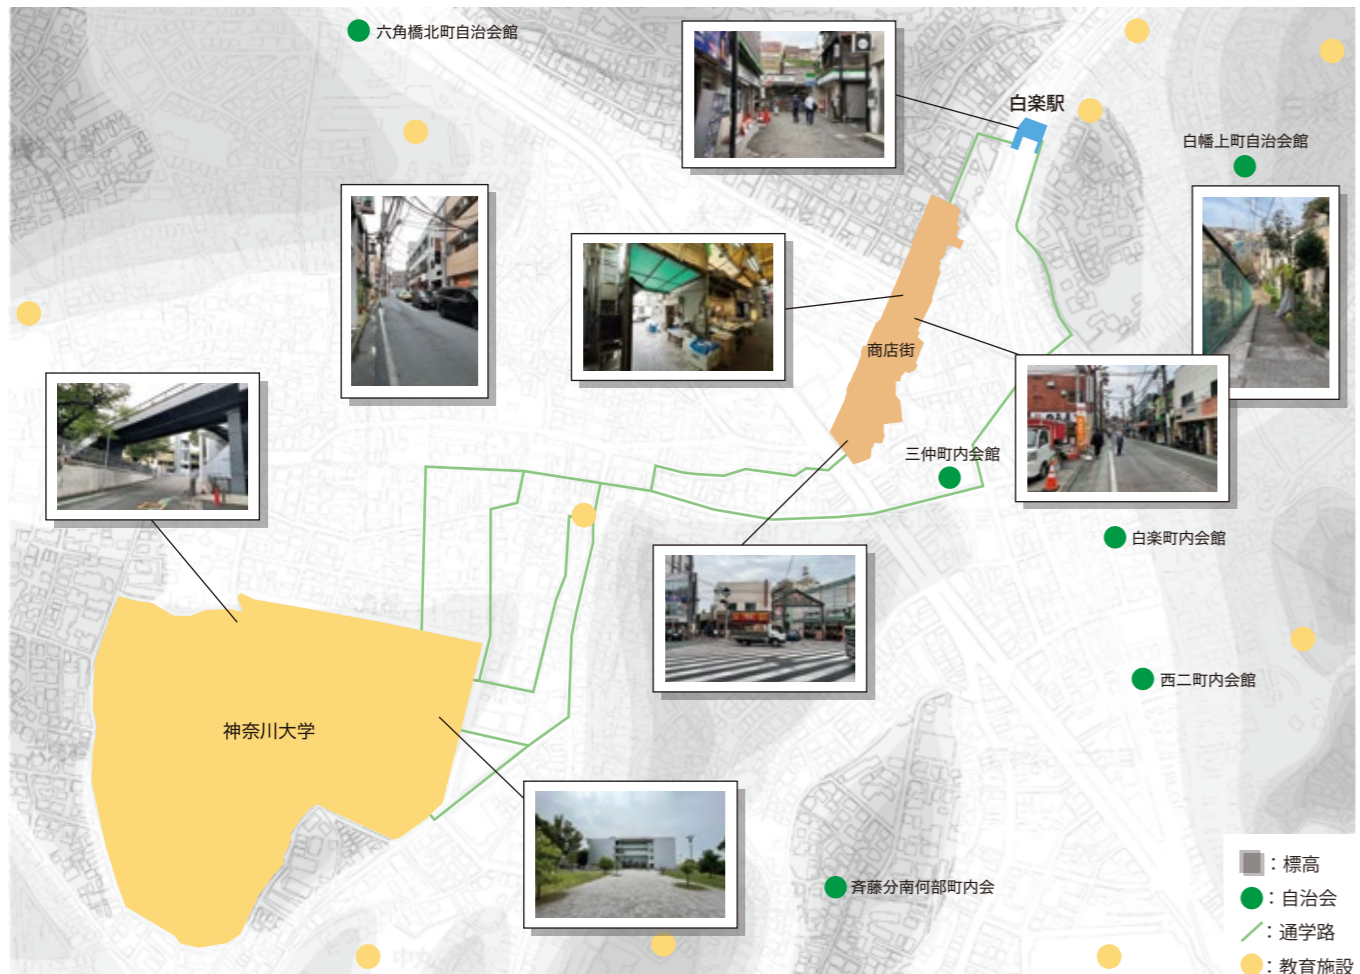 六角橋北町自治会館
白楽駅
白幡上町自治会館
商店街
三仲町内会館
白楽町内会館
西二町内会館
神奈川大学
斉藤分南何部町内会
：標高
：自治会
：通学路
：教育施設